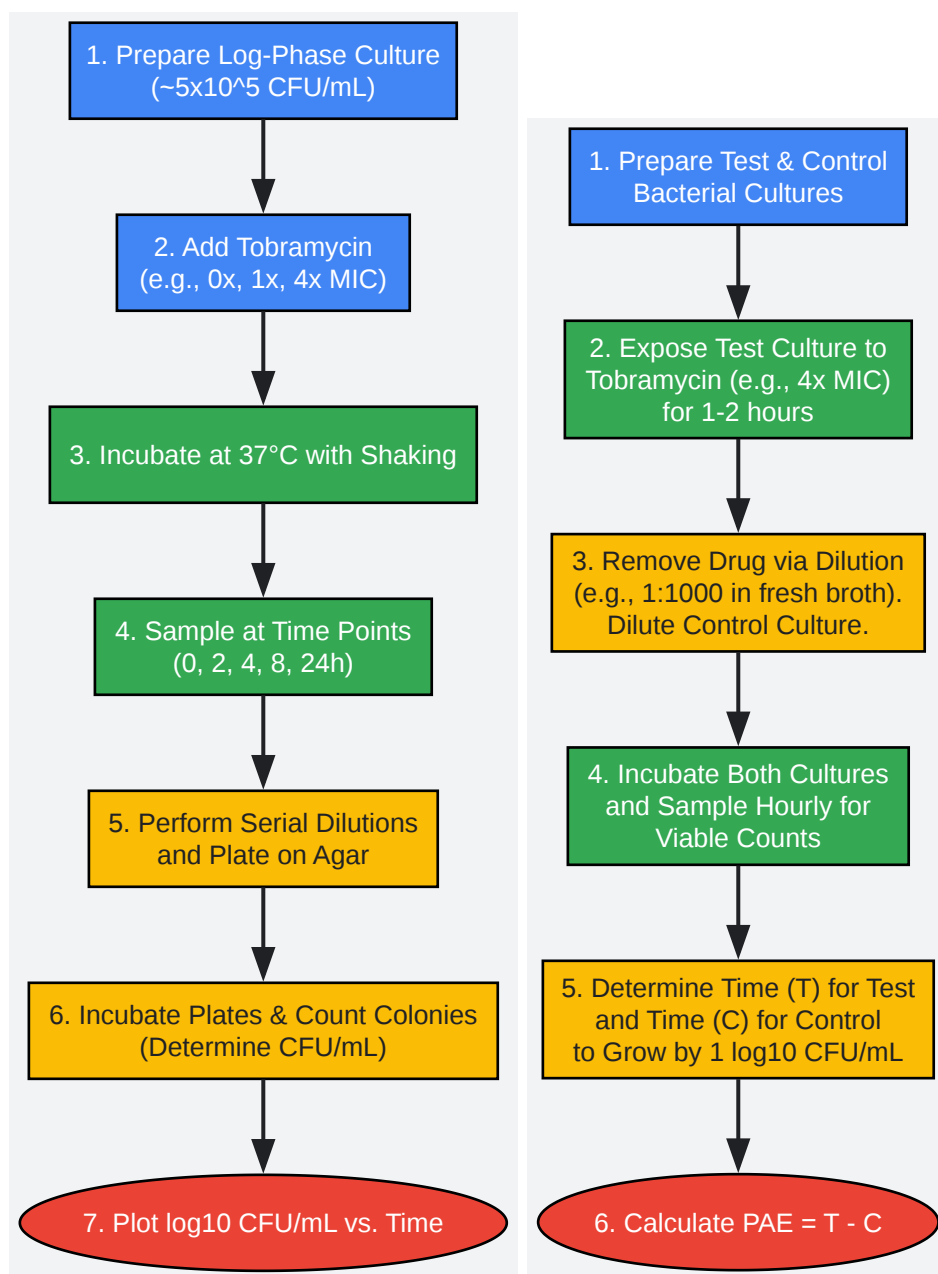 1. Prepare Log-Phase Culture
(~5x10^5 CFU/mL)
2. Add Tobramycin
(e.g., 0x, 1x, 4x MIC)
3. Incubate at 37°C with Shaking
4. Sample at Time Points
(0, 2, 4, 8, 24h)
5. Perform Serial Dilutions
and Plate on Agar
6. Incubate Plates & Count Colonies
(Determine CFU/mL)
7. Plot log10 CFU/mL vs. Time
1. Prepare Test & Control
Bacterial Cultures
2. Expose Test Culture to
Tobramycin (e.g., 4x MIC)
for 1-2 hours
3. Remove Drug via Dilution
(e.g., 1:1000 in fresh broth).
Dilute Control Culture.
4. Incubate Both Cultures
and Sample Hourly for
Viable Counts
5. Determine Time (T) for Test
and Time (C) for Control
to Grow by 1 log10 CFU/mL
6. Calculate PAE = T - C